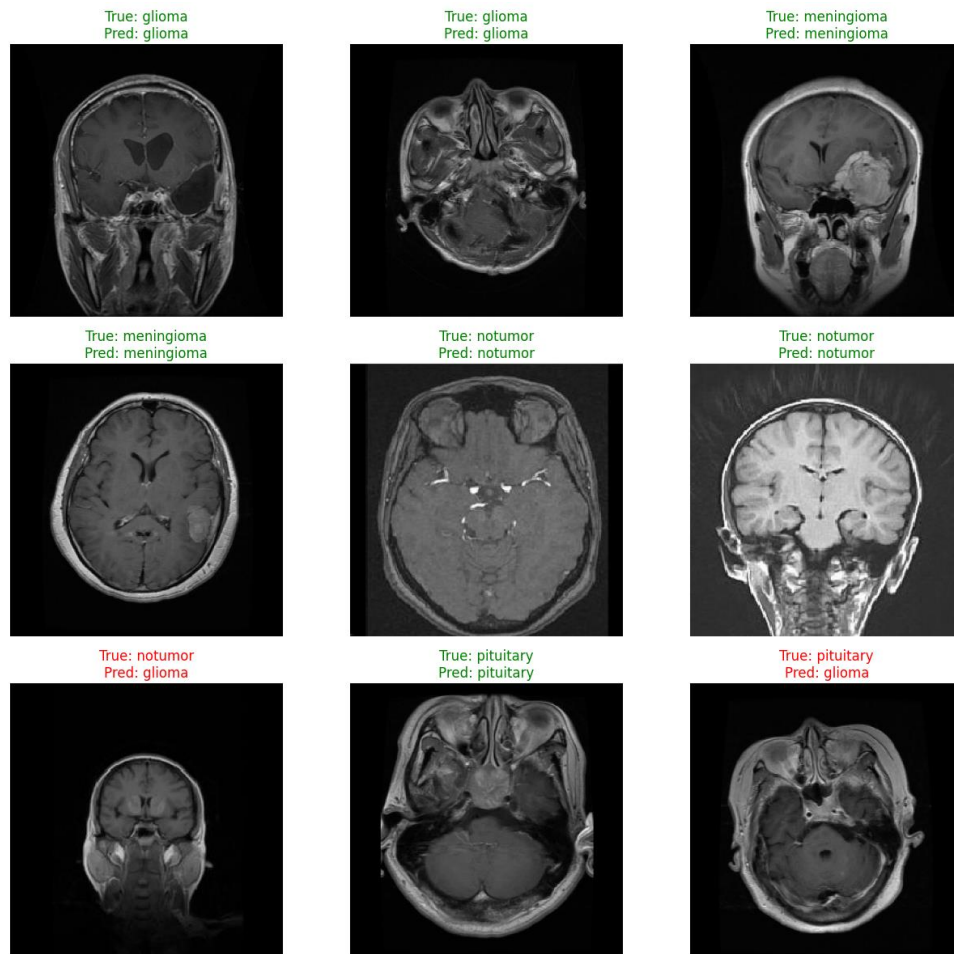 True: glioma
Pred: glioma
True: glioma
Pred: glioma
True: meningioma
Pred: meningioma
True: meningioma
Pred: meningioma
True: notumor
Pred: notumor
True: notumor
Pred: notumor
True: notumor
Pred: glioma
True: pituitary
Pred: pituitary
True: pituitary
Pred: glioma